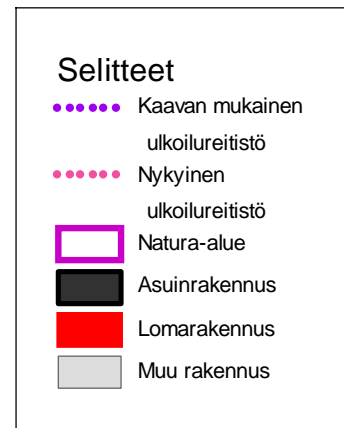 Selitteet
Kaavan mukainen
ulkoilureitistö
Nykyinen
ulkoilureitistö
Natura-alue
Asuinrakennus
Lomarakennus
Muu rakennus